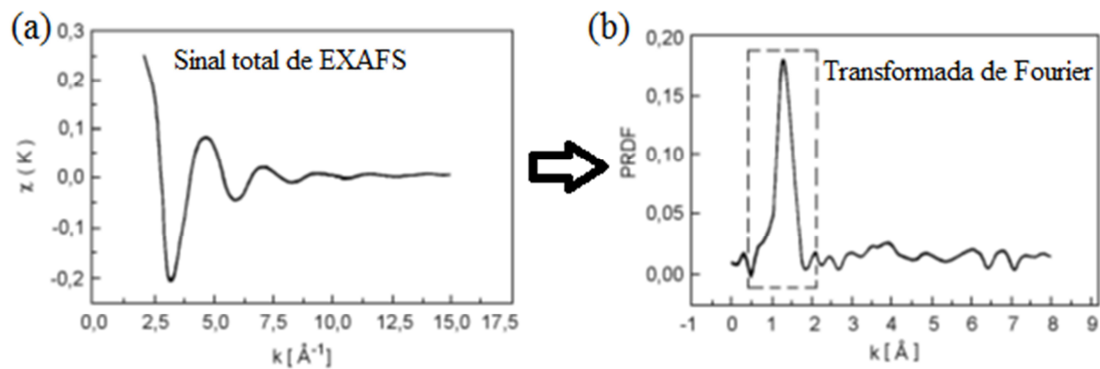 (a)
Sinal total de EXAFS
0,3
0,2
0,1
0,0
-0,1
-0,2
χ ( K )
0,0 2,5 5,0 7,5 10,0 12,5 15,0 17,5
k [ Å⁻¹ ]
(b)
Transformada de Fourier
0,20
0,15
0,10
0,05
0,00
PRDF
-1 0 1 2 3 4 5 6 7 8 9
k [ Å ]